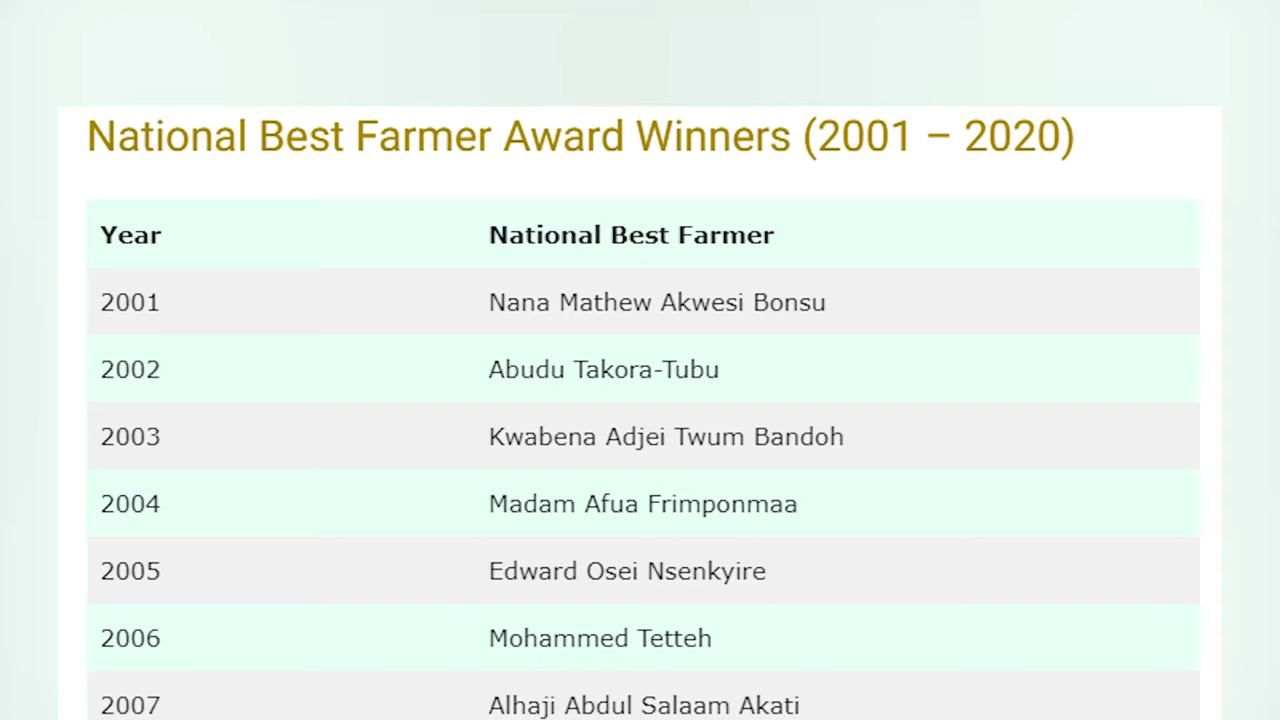 National Best Farmer Award Winners (2001 – 2020)
Year National Best Farmer
2001 Nana Mathew Akwesi Bonsu
2002 Abudu Takora-Tubu
2003 Kwabena Adjei Twum Bandoh
2004 Madam Afua Frimponmaa
2005 Edward Osei Nsenkyire
2006 Mohammed Tetteh
2007 Alhaji Abdul Salaam Akati